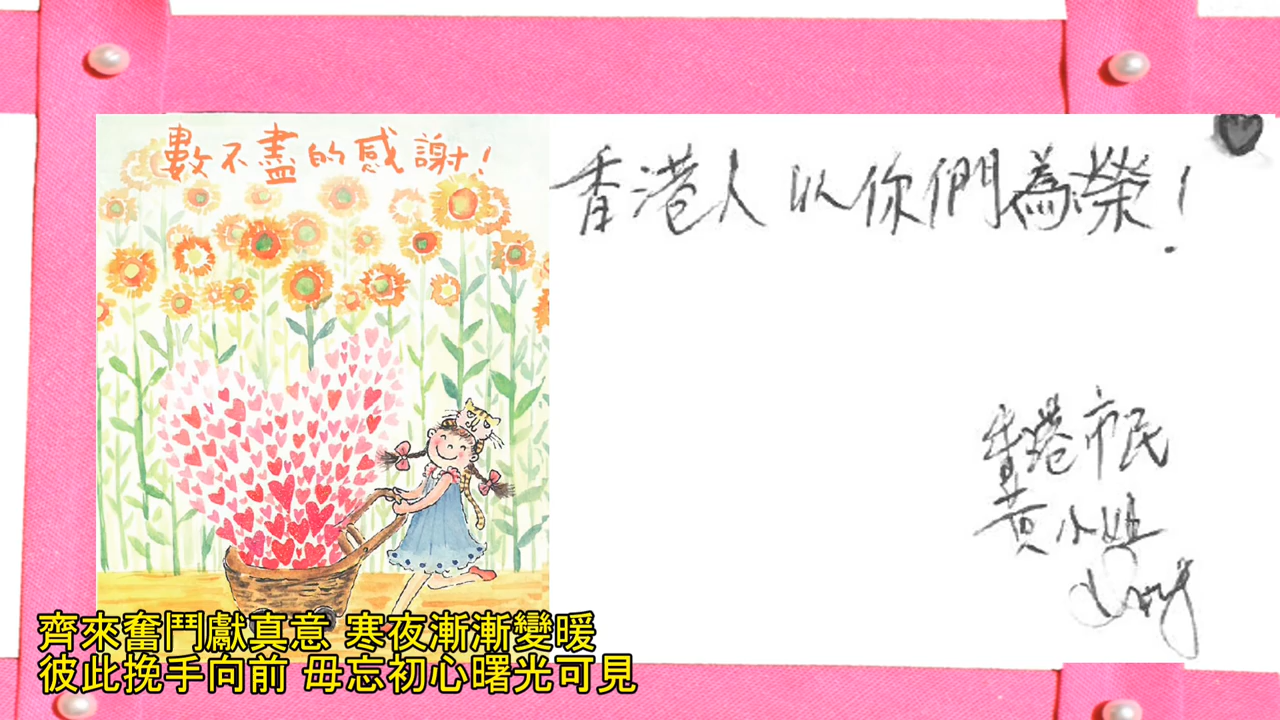 數不盡的感謝!
香港人以你們為榮!
香港市民
黃小姐
齊來奮鬥獻真意 寒夜漸漸變暖
彼此挽手向前 毋忘初心曙光可見